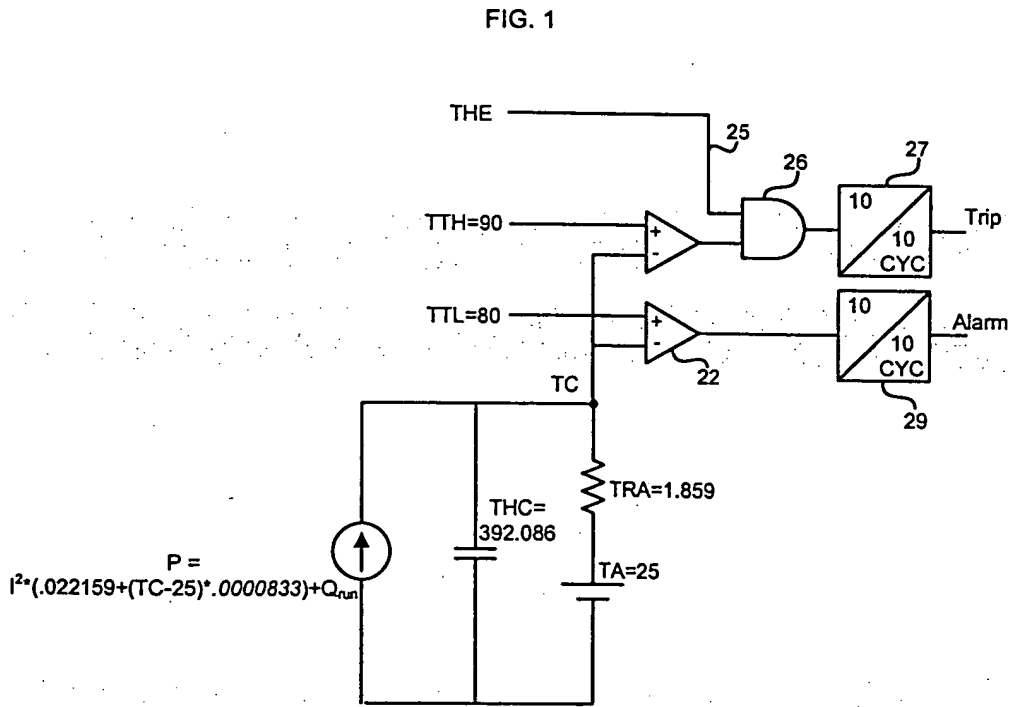 FIG. 1
THE
25
26
27
10
10
CYC
Trip
TTH=90
+
-
TTL=80
+
-
22
10
10
CYC
Alarm
29
TC
TRA=1.859
THC=
392.086
TA=25
P =
I²*(.022159+(TC-25)*.0000833)+Qrun